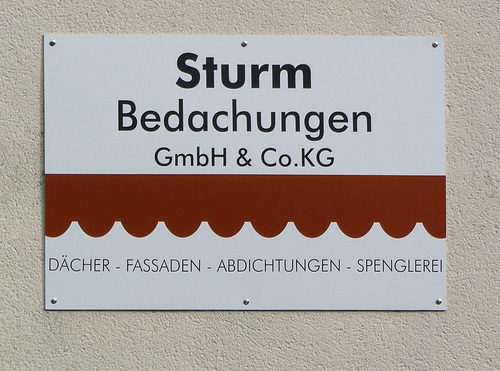 Sturm
Bedachungen
GmbH & Co.KG
DÄCHER - FASSADEN - ABDICHTUNGEN - SPENGLEREI